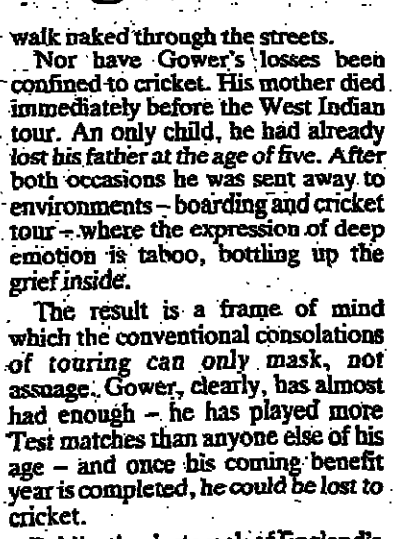 walk naked through the streets.
Nor have Gower's losses been
confined to cricket. His mother died
immediately before the West Indian
tour. An only child, he had already
lost his father at the age of five. After
both occasions he was sent away to
environments – boarding and cricket
tour – where the expression of deep
emotion is taboo, bottling up the
grief inside.
The result is a frame of mind
which the conventional consolations
of touring can only mask, not
assuage. Gower, clearly, has almost
had enough – he has played more
Test matches than anyone else of his
age – and once his coming benefit
year is completed, he could be lost to
cricket.